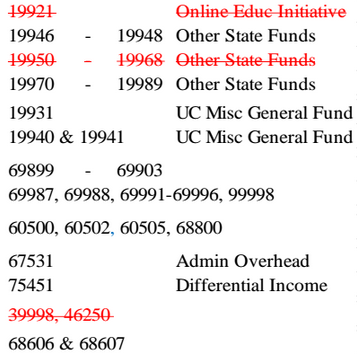 19921 Online Educ Initiative
19946 - 19948 Other State Funds
19950 - 19968 Other State Funds
19970 - 19989 Other State Funds
19931 UC Misc General Fund
19940 & 19941 UC Misc General Fund
69899 - 69903
69987, 69988, 69991-69996, 99998
60500, 60502, 60505, 68800
67531 Admin Overhead
75451 Differential Income
39998, 46250
68606 & 68607